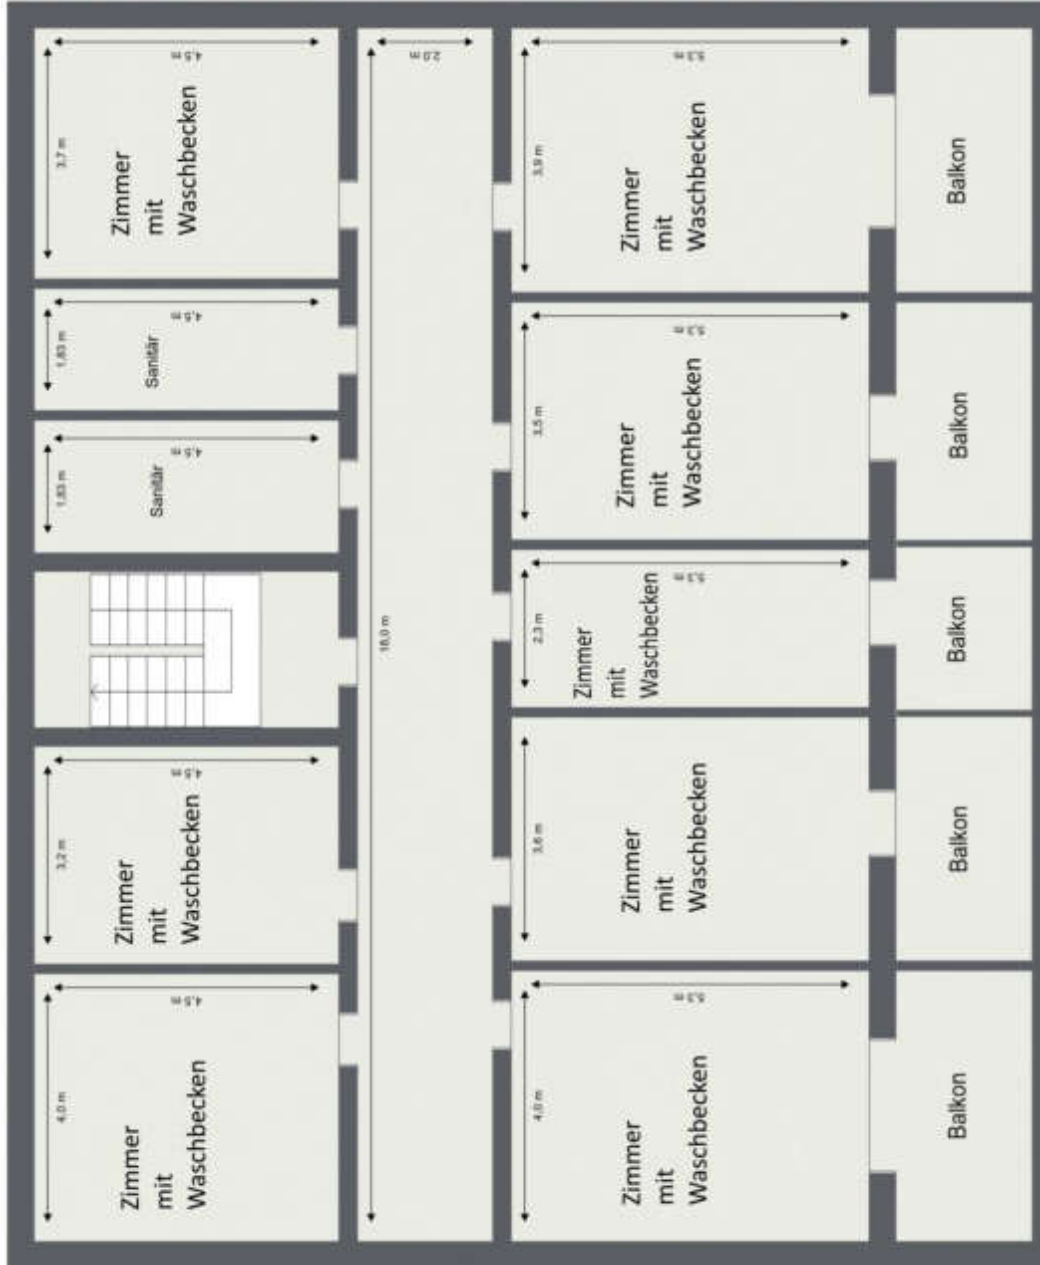 4,0 m
4,5 m
Zimmer
mit
Waschbecken
3,2 m
4,5 m
Zimmer
mit
Waschbecken
1,83 m
4,5 m
Sanitär
1,83 m
4,5 m
Sanitär
3,7 m
4,5 m
Zimmer
mit
Waschbecken
18,0 m
2,0 m
4,0 m
5,3 m
Zimmer
mit
Waschbecken
3,6 m
Zimmer
mit
Waschbecken
2,3 m
5,3 m
Zimmer
mit
Waschbecken
3,5 m
5,3 m
Zimmer
mit
Waschbecken
3,9 m
5,3 m
Zimmer
mit
Waschbecken
Balkon
Balkon
Balkon
Balkon
Balkon